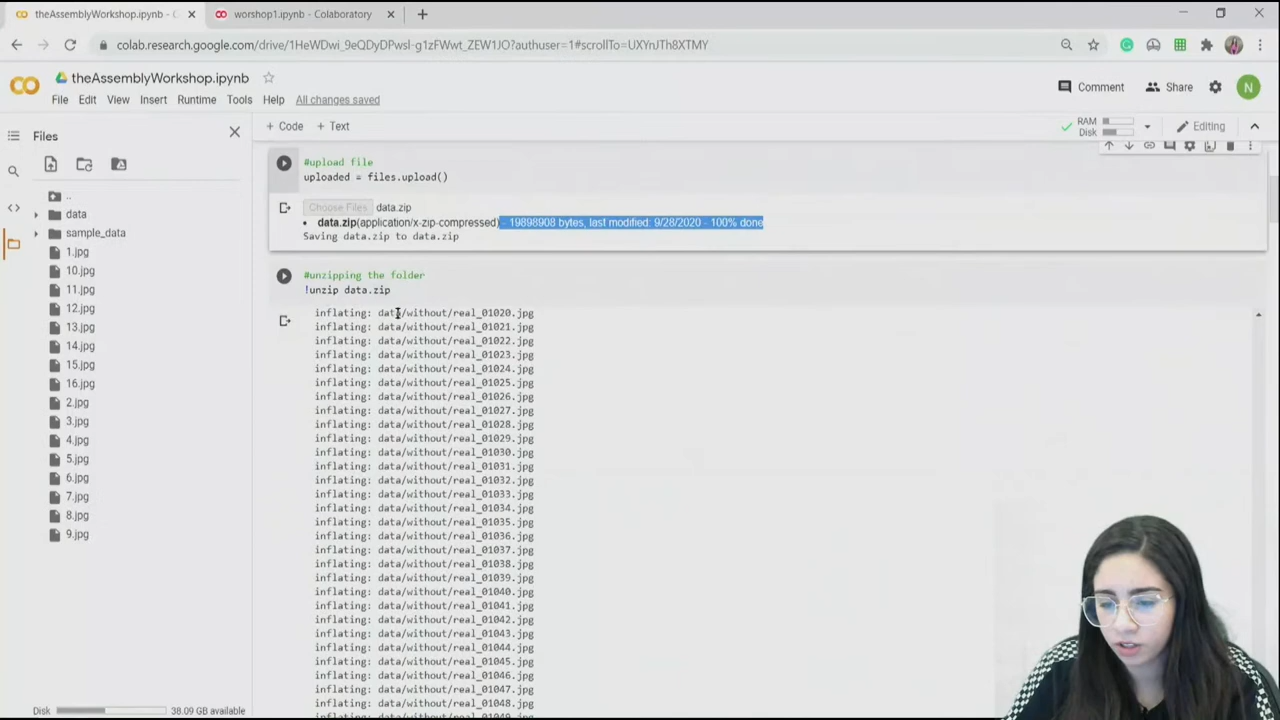 theAssemblyWorkshop.ipynb - C
worshop1.ipynb - Colaboratory
colab.research.google.com/drive/1HeWDwi_9eQDyDPwsl-g1zFWwt_ZEW1JO?authuser=1#scrollTo=UXYnJTh8XTMY
theAssemblyWorkshop.ipynb
File Edit View Insert Runtime Tools Help All changes saved
Comment Share N
Files
+ Code + Text
RAM
Disk
Editing
..
data
sample_data
1.jpg
10.jpg
11.jpg
12.jpg
13.jpg
14.jpg
15.jpg
16.jpg
2.jpg
3.jpg
4.jpg
5.jpg
6.jpg
7.jpg
8.jpg
9.jpg
Disk 38.09 GB available
#upload file
uploaded = files.upload()
Choose Files data.zip
data.zip(application/x-zip-compressed) - 19898908 bytes, last modified: 9/28/2020 - 100% done
Saving data.zip to data.zip
#unzipping the folder
!unzip data.zip
inflating: data/without/real_01020.jpg
inflating: data/without/real_01021.jpg
inflating: data/without/real_01022.jpg
inflating: data/without/real_01023.jpg
inflating: data/without/real_01024.jpg
inflating: data/without/real_01025.jpg
inflating: data/without/real_01026.jpg
inflating: data/without/real_01027.jpg
inflating: data/without/real_01028.jpg
inflating: data/without/real_01029.jpg
inflating: data/without/real_01030.jpg
inflating: data/without/real_01031.jpg
inflating: data/without/real_01032.jpg
inflating: data/without/real_01033.jpg
inflating: data/without/real_01034.jpg
inflating: data/without/real_01035.jpg
inflating: data/without/real_01036.jpg
inflating: data/without/real_01037.jpg
inflating: data/without/real_01038.jpg
inflating: data/without/real_01039.jpg
inflating: data/without/real_01040.jpg
inflating: data/without/real_01041.jpg
inflating: data/without/real_01042.jpg
inflating: data/without/real_01043.jpg
inflating: data/without/real_01044.jpg
inflating: data/without/real_01045.jpg
inflating: data/without/real_01046.jpg
inflating: data/without/real_01047.jpg
inflating: data/without/real_01048.jpg